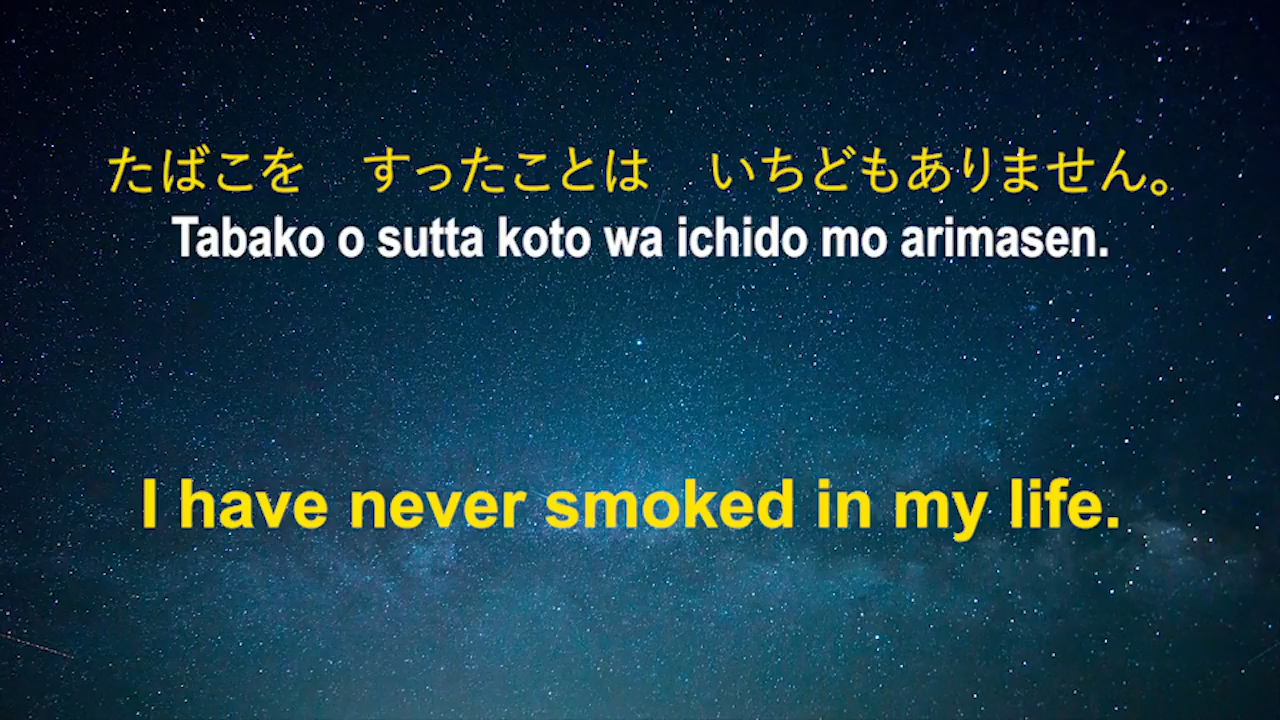 たばこを　すったことは　いちどもありません。
Tabako o sutta koto wa ichido mo arimasen.
I have never smoked in my life.